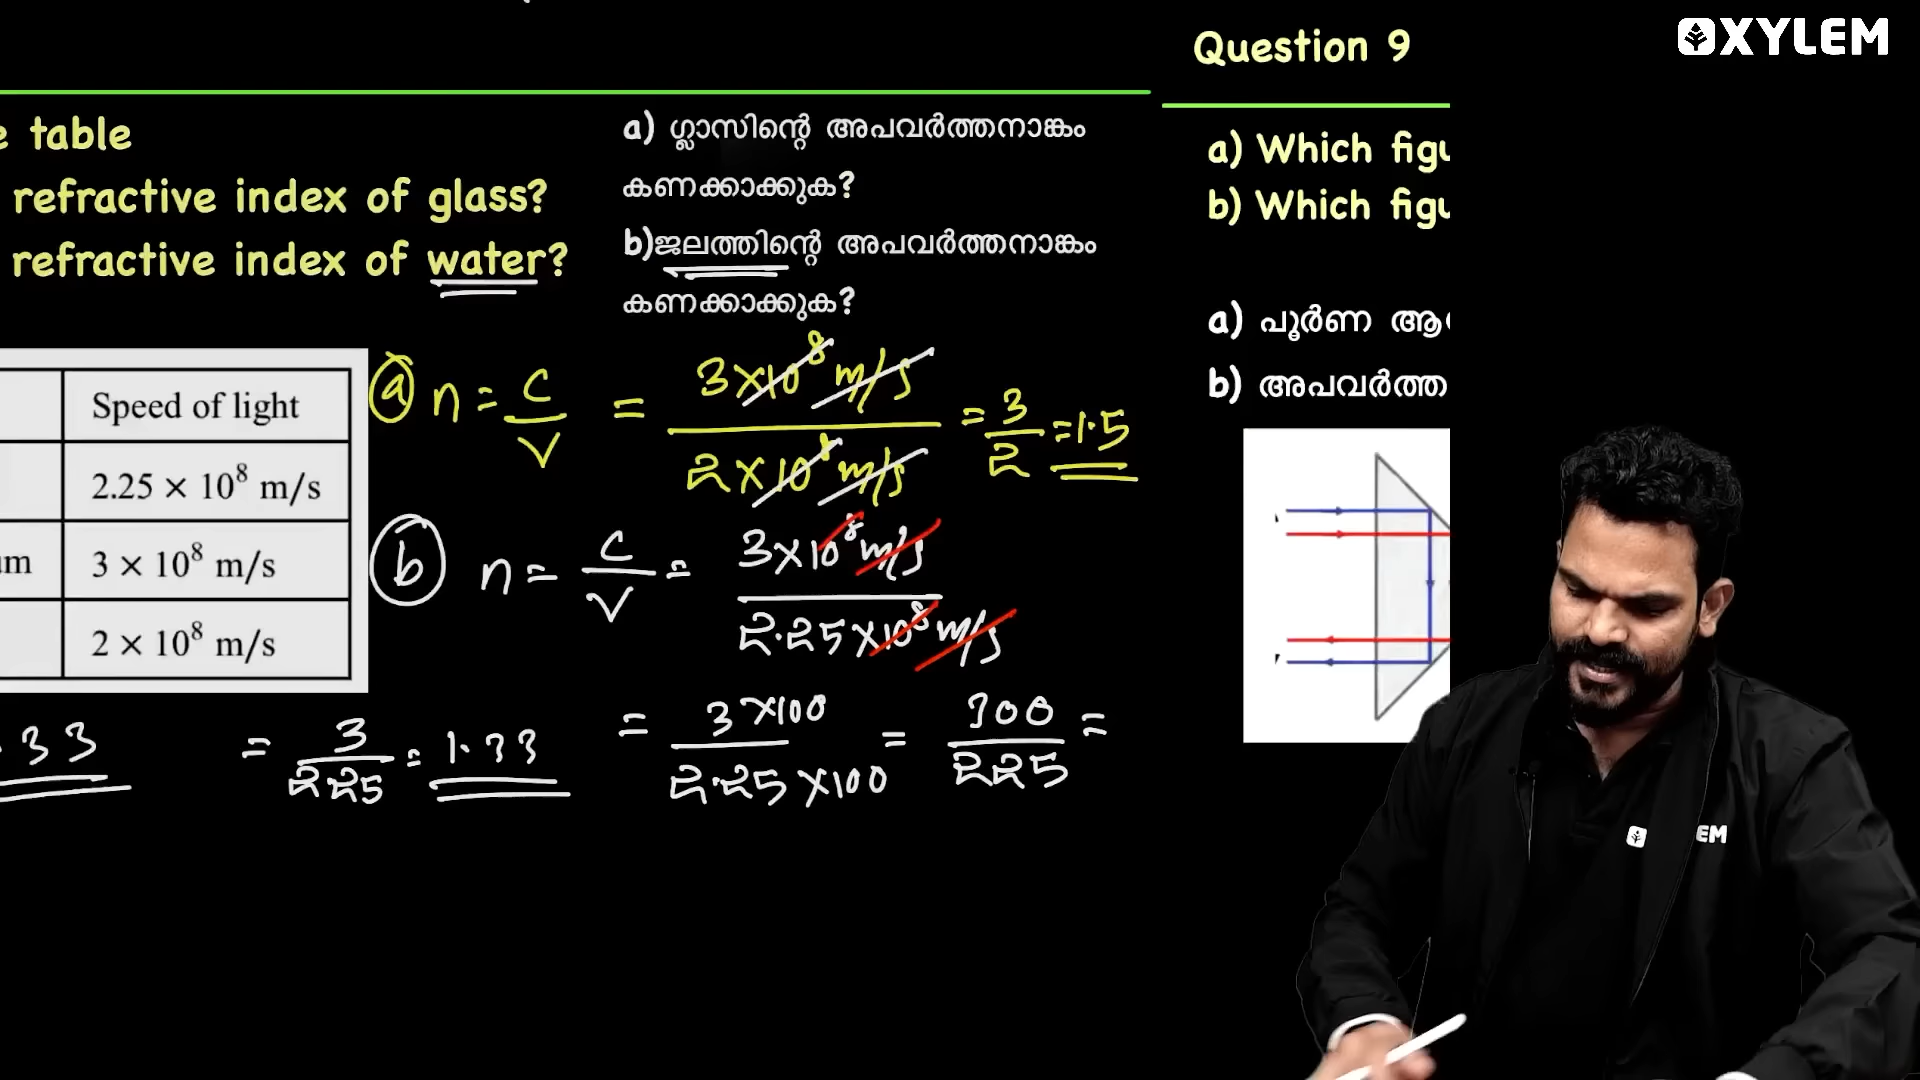 XYLEM
Question 9
e table
refractive index of glass?
refractive index of water?
a) ഗ്ലാസിന്റെ അപവർത്തനാങ്കം
കണക്കാക്കുക?
b)ജലത്തിന്റെ അപവർത്തനാങ്കം
കണക്കാക്കുക?
a) Which figu
b) Which figu
a) പൂർണ ആ
b) അപവർത്ത
Speed of light
2.25 × 10⁸ m/s
um 3 × 10⁸ m/s
2 × 10⁸ m/s
a n = c/v = 3×10⁸ m/s / 2×10⁸ m/s = 3/2 = 1.5
b n = c/v = 3×10⁸ m/s / 2.25×10⁸ m/s
.33 = 3/2.25 = 1.33
= 3×100 / 2.25×100 = 300/225 =
EM